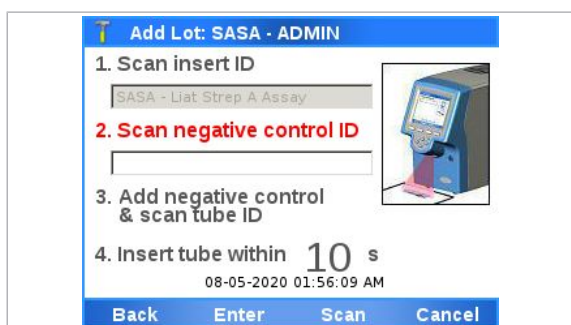 Add Lot: SASA - ADMIN
1. Scan insert ID
SASA - Liat Strep A Assay
2. Scan negative control ID
3. Add negative control
& scan tube ID
4. Insert tube within 10 s
08-05-2020 01:56:09 AM
Back Enter Scan Cancel